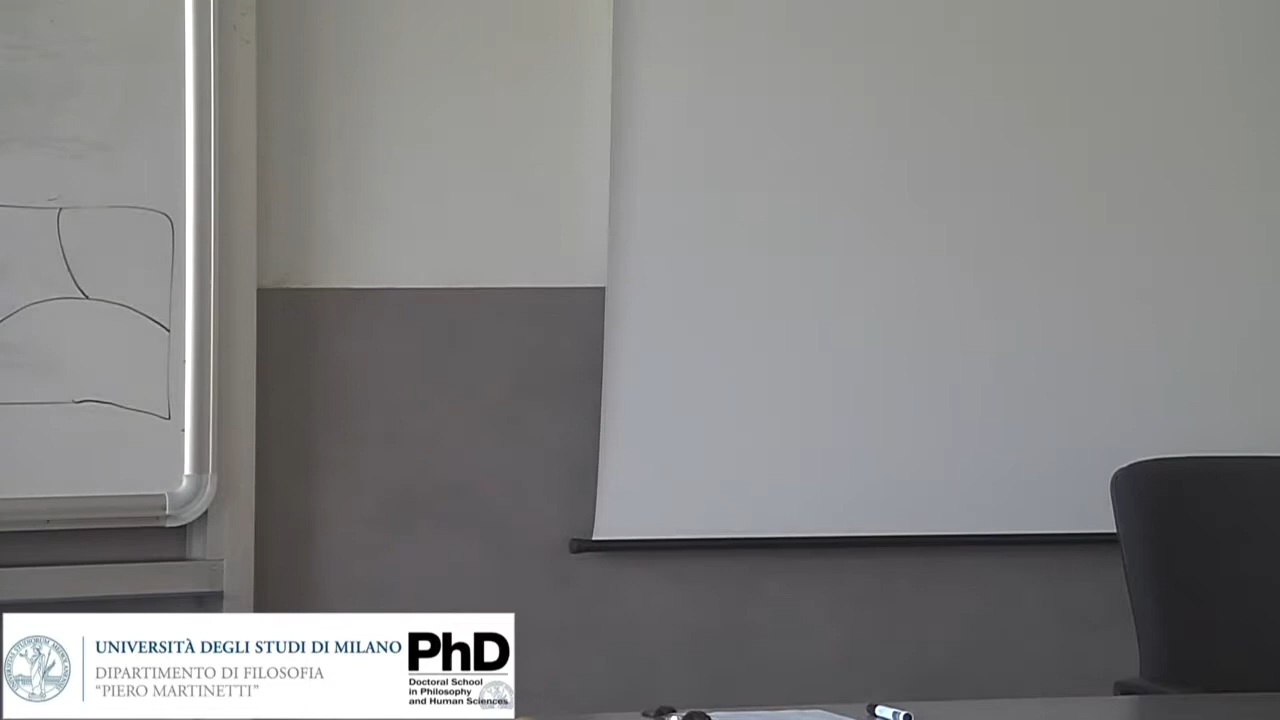 UNIVERSITÀ DEGLI STUDI DI MILANO
DIPARTIMENTO DI FILOSOFIA
“PIERO MARTINETTI”
PhD
Doctoral School
in Philosophy
and Human Sciences